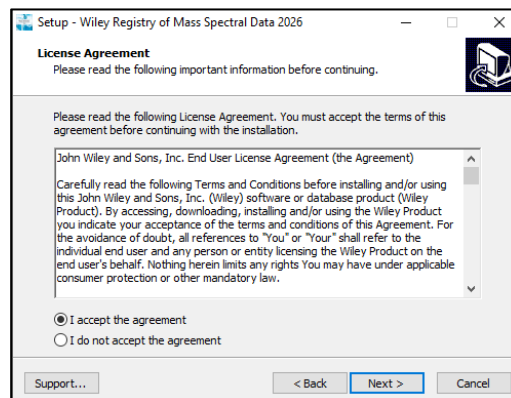 Setup - Wiley Registry of Mass Spectral Data 2026
License Agreement
Please read the following important information before continuing.
Please read the following License Agreement. You must accept the terms of this
agreement before continuing with the installation.
John Wiley and Sons, Inc. End User License Agreement (the Agreement)
Carefully read the following Terms and Conditions before installing and/or using
this John Wiley and Sons, Inc. (Wiley) software or database product (Wiley
Product). By accessing, downloading, installing and/or using the Wiley Product
you indicate your acceptance of the terms and conditions of this Agreement. For
the avoidance of doubt, all references to "You" or "Your" shall refer to the
individual end user and any person or entity licensing the Wiley Product on the
end user's behalf. Nothing herein limits any rights You may have under applicable
consumer protection or other mandatory law.
I accept the agreement
I do not accept the agreement
Support... < Back Next > Cancel